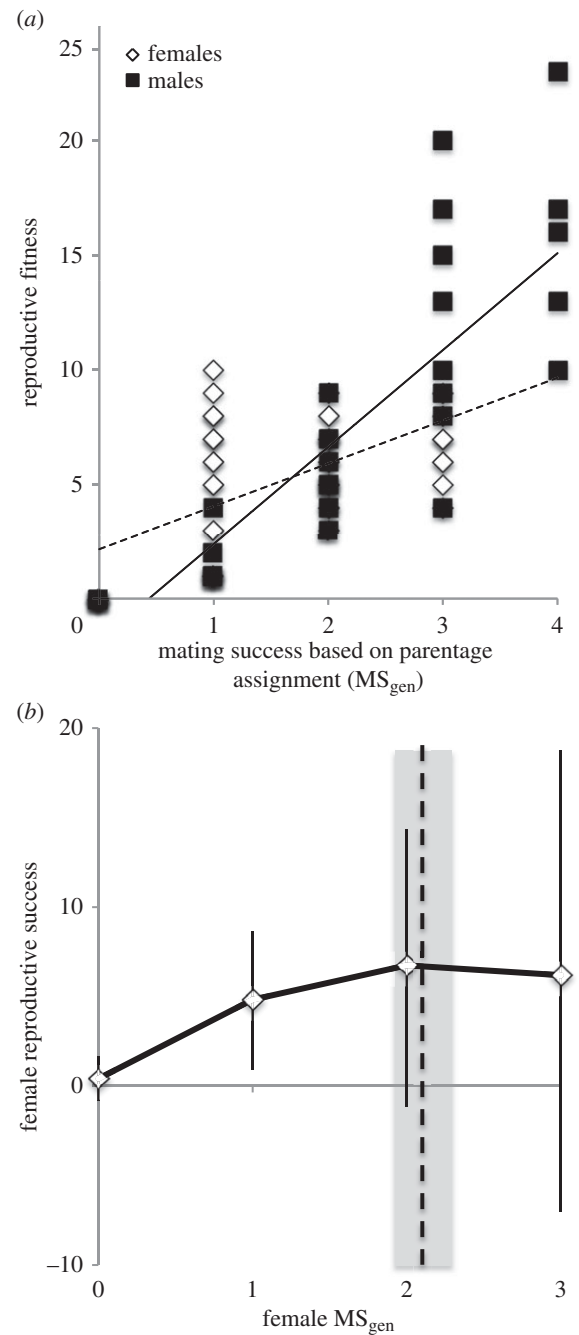 (a)
25
females
males
20
reproductive fitness
15
10
5
0 1 2 3 4
mating success based on parentage
assignment (MSgen)
(b)
20
female reproductive success
10
0
−10
0 1 2 3
female MSgen